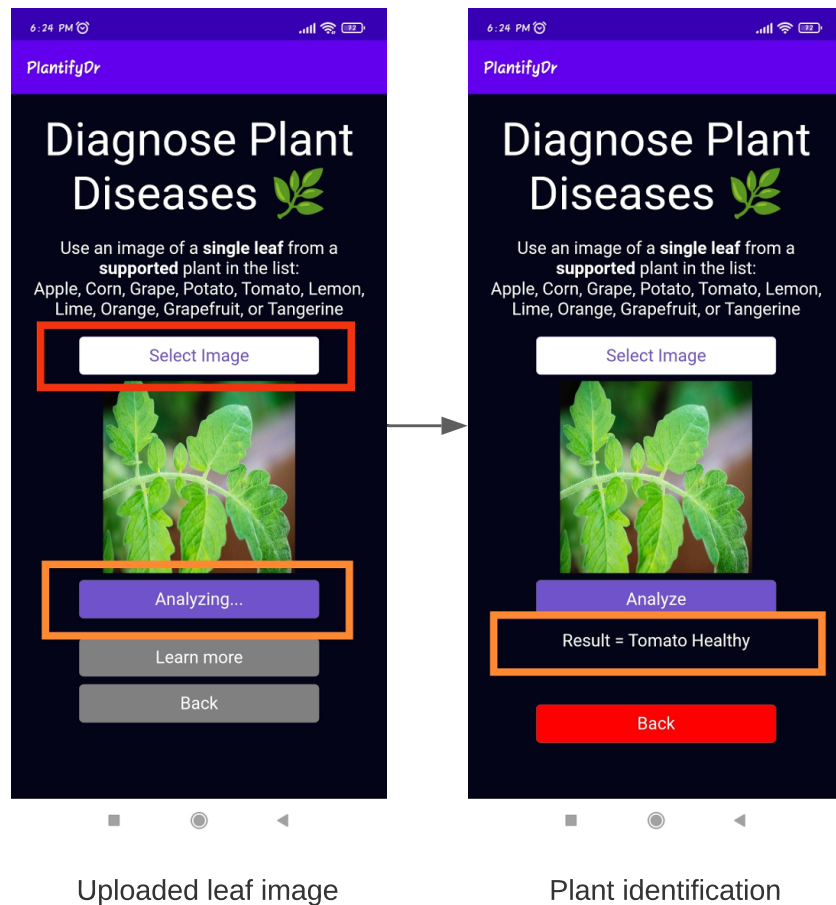 6:24 PM
92
PlantifyDr
Diagnose Plant
Diseases
Use an image of a single leaf from a
supported plant in the list:
Apple, Corn, Grape, Potato, Tomato, Lemon,
Lime, Orange, Grapefruit, or Tangerine
Select Image
Analyzing...
Learn more
Back
Uploaded leaf image
6:24 PM
92
PlantifyDr
Diagnose Plant
Diseases
Use an image of a single leaf from a
supported plant in the list:
Apple, Corn, Grape, Potato, Tomato, Lemon,
Lime, Orange, Grapefruit, or Tangerine
Select Image
Analyze
Result = Tomato Healthy
Back
Plant identification